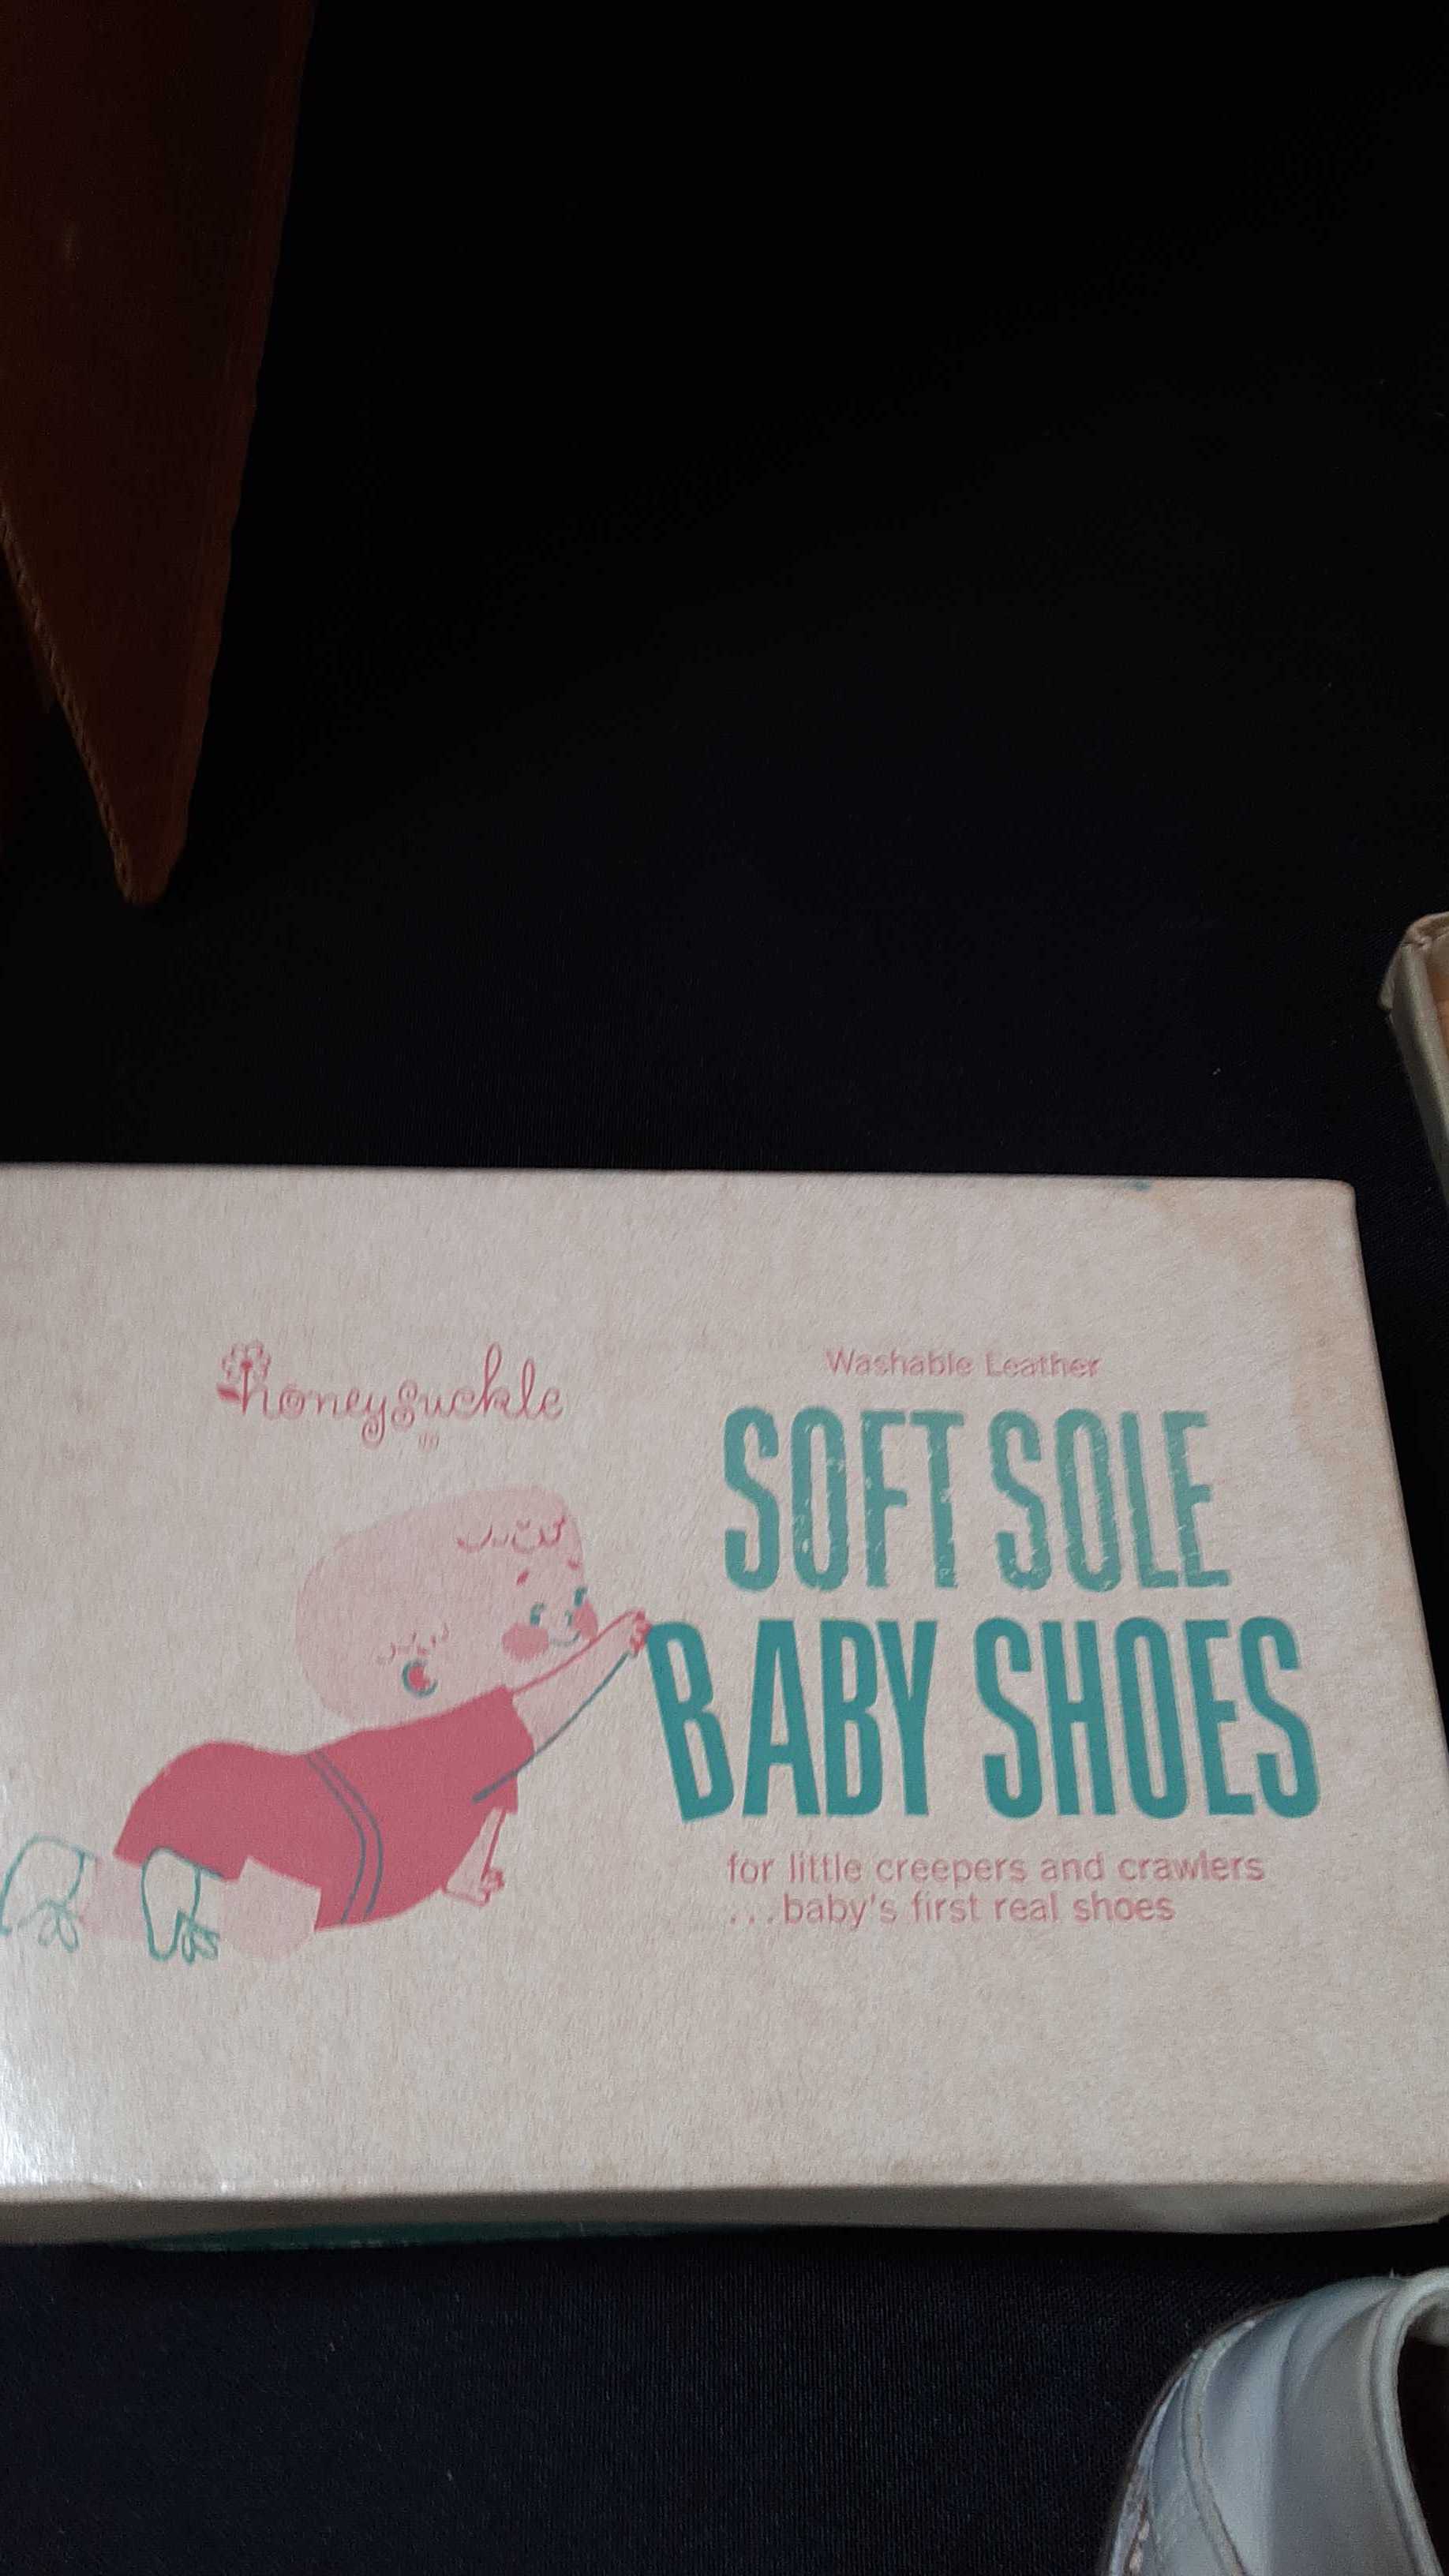 honeysuckle
Washable Leather
SOFT SOLE
BABY SHOES
for little creepers and crawlers
...baby's first real shoes